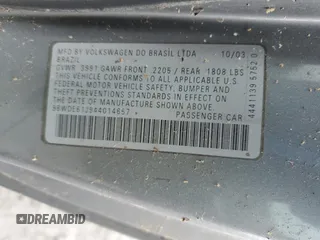 MFD BY VOLKSWAGEN DO BRASIL LTDA 10/03
BRAZIL
GVWR 3991 GAWR FRONT 2205 / REAR 1808 LBS
THIS VEHICLE CONFORMS TO ALL APPLICABLE U.S.
FEDERAL MOTOR VEHICLE SAFETY, BUMPER AND
THEFT PREVENTION STANDARDS IN EFFECT ON
THE DATE OF MANUFACTURE SHOWN ABOVE
PASSENGER CAR
DREAMBID